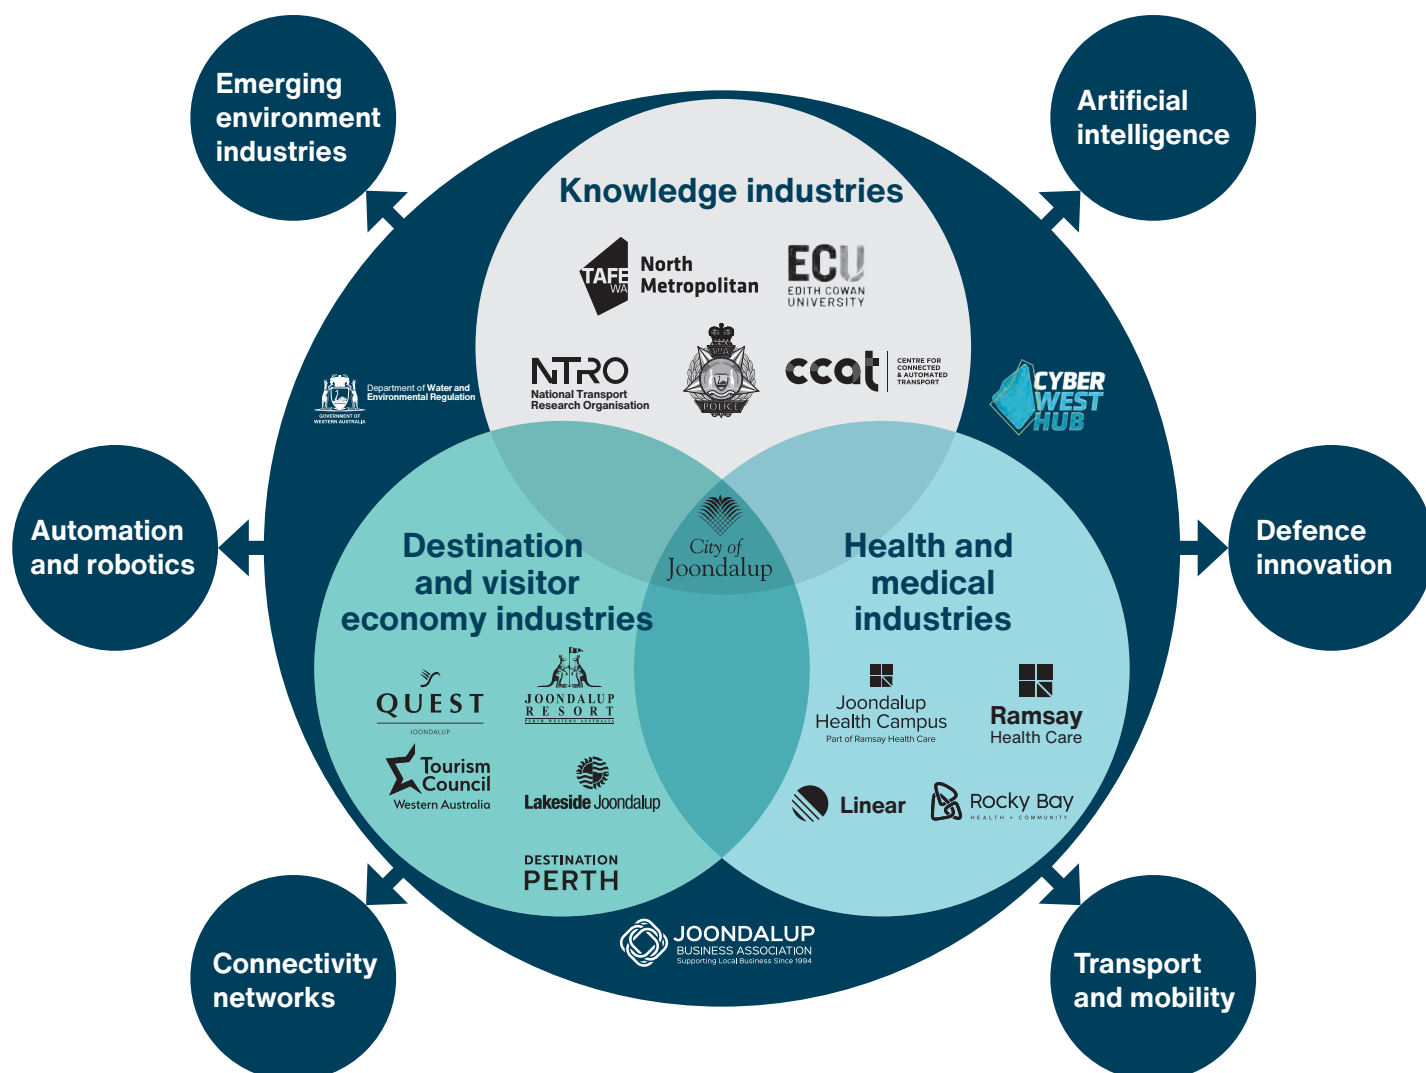 Emerging
environment
industries
Artificial
intelligence
Knowledge industries
TAFE
WA
North
Metropolitan
ECU
EDITH COWAN
UNIVERSITY
NTRO
National Transport
Research Organisation
POLICE
ccat
CENTRE FOR
CONNECTED
& AUTOMATED
TRANSPORT
GOVERNMENT OF
WESTERN AUSTRALIA
Department of Water and
Environmental Regulation
CYBER
WEST
HUB
Automation
and robotics
Defence
innovation
Destination
and visitor
economy industries
City of
Joondalup
Health and
medical
industries
QUEST
JOONDALUP
JOONDALUP
RESORT
PERTH, WESTERN AUSTRALIA
Joondalup
Health Campus
Part of Ramsay Health Care
Ramsay
Health Care
Tourism
Council
Western Australia
Lakeside Joondalup
Linear
Rocky Bay
HEALTH + COMMUNITY
DESTINATION
PERTH
JOONDALUP
BUSINESS ASSOCIATION
Supporting Local Business Since 1994
Connectivity
networks
Transport
and mobility